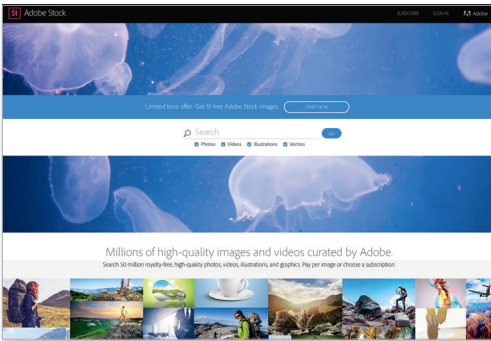 St Adobe Stock
SUBSCRIBE SIGN IN Adobe
Limited time offer: Get 10 free Adobe Stock images. START NOW
Search
GO
Photos Videos Illustrations Vectors
Millions of high-quality images and videos curated by Adobe.
Search 50 million royalty-free, high-quality photos, videos, illustrations, and graphics. Pay per image or choose a subscription.